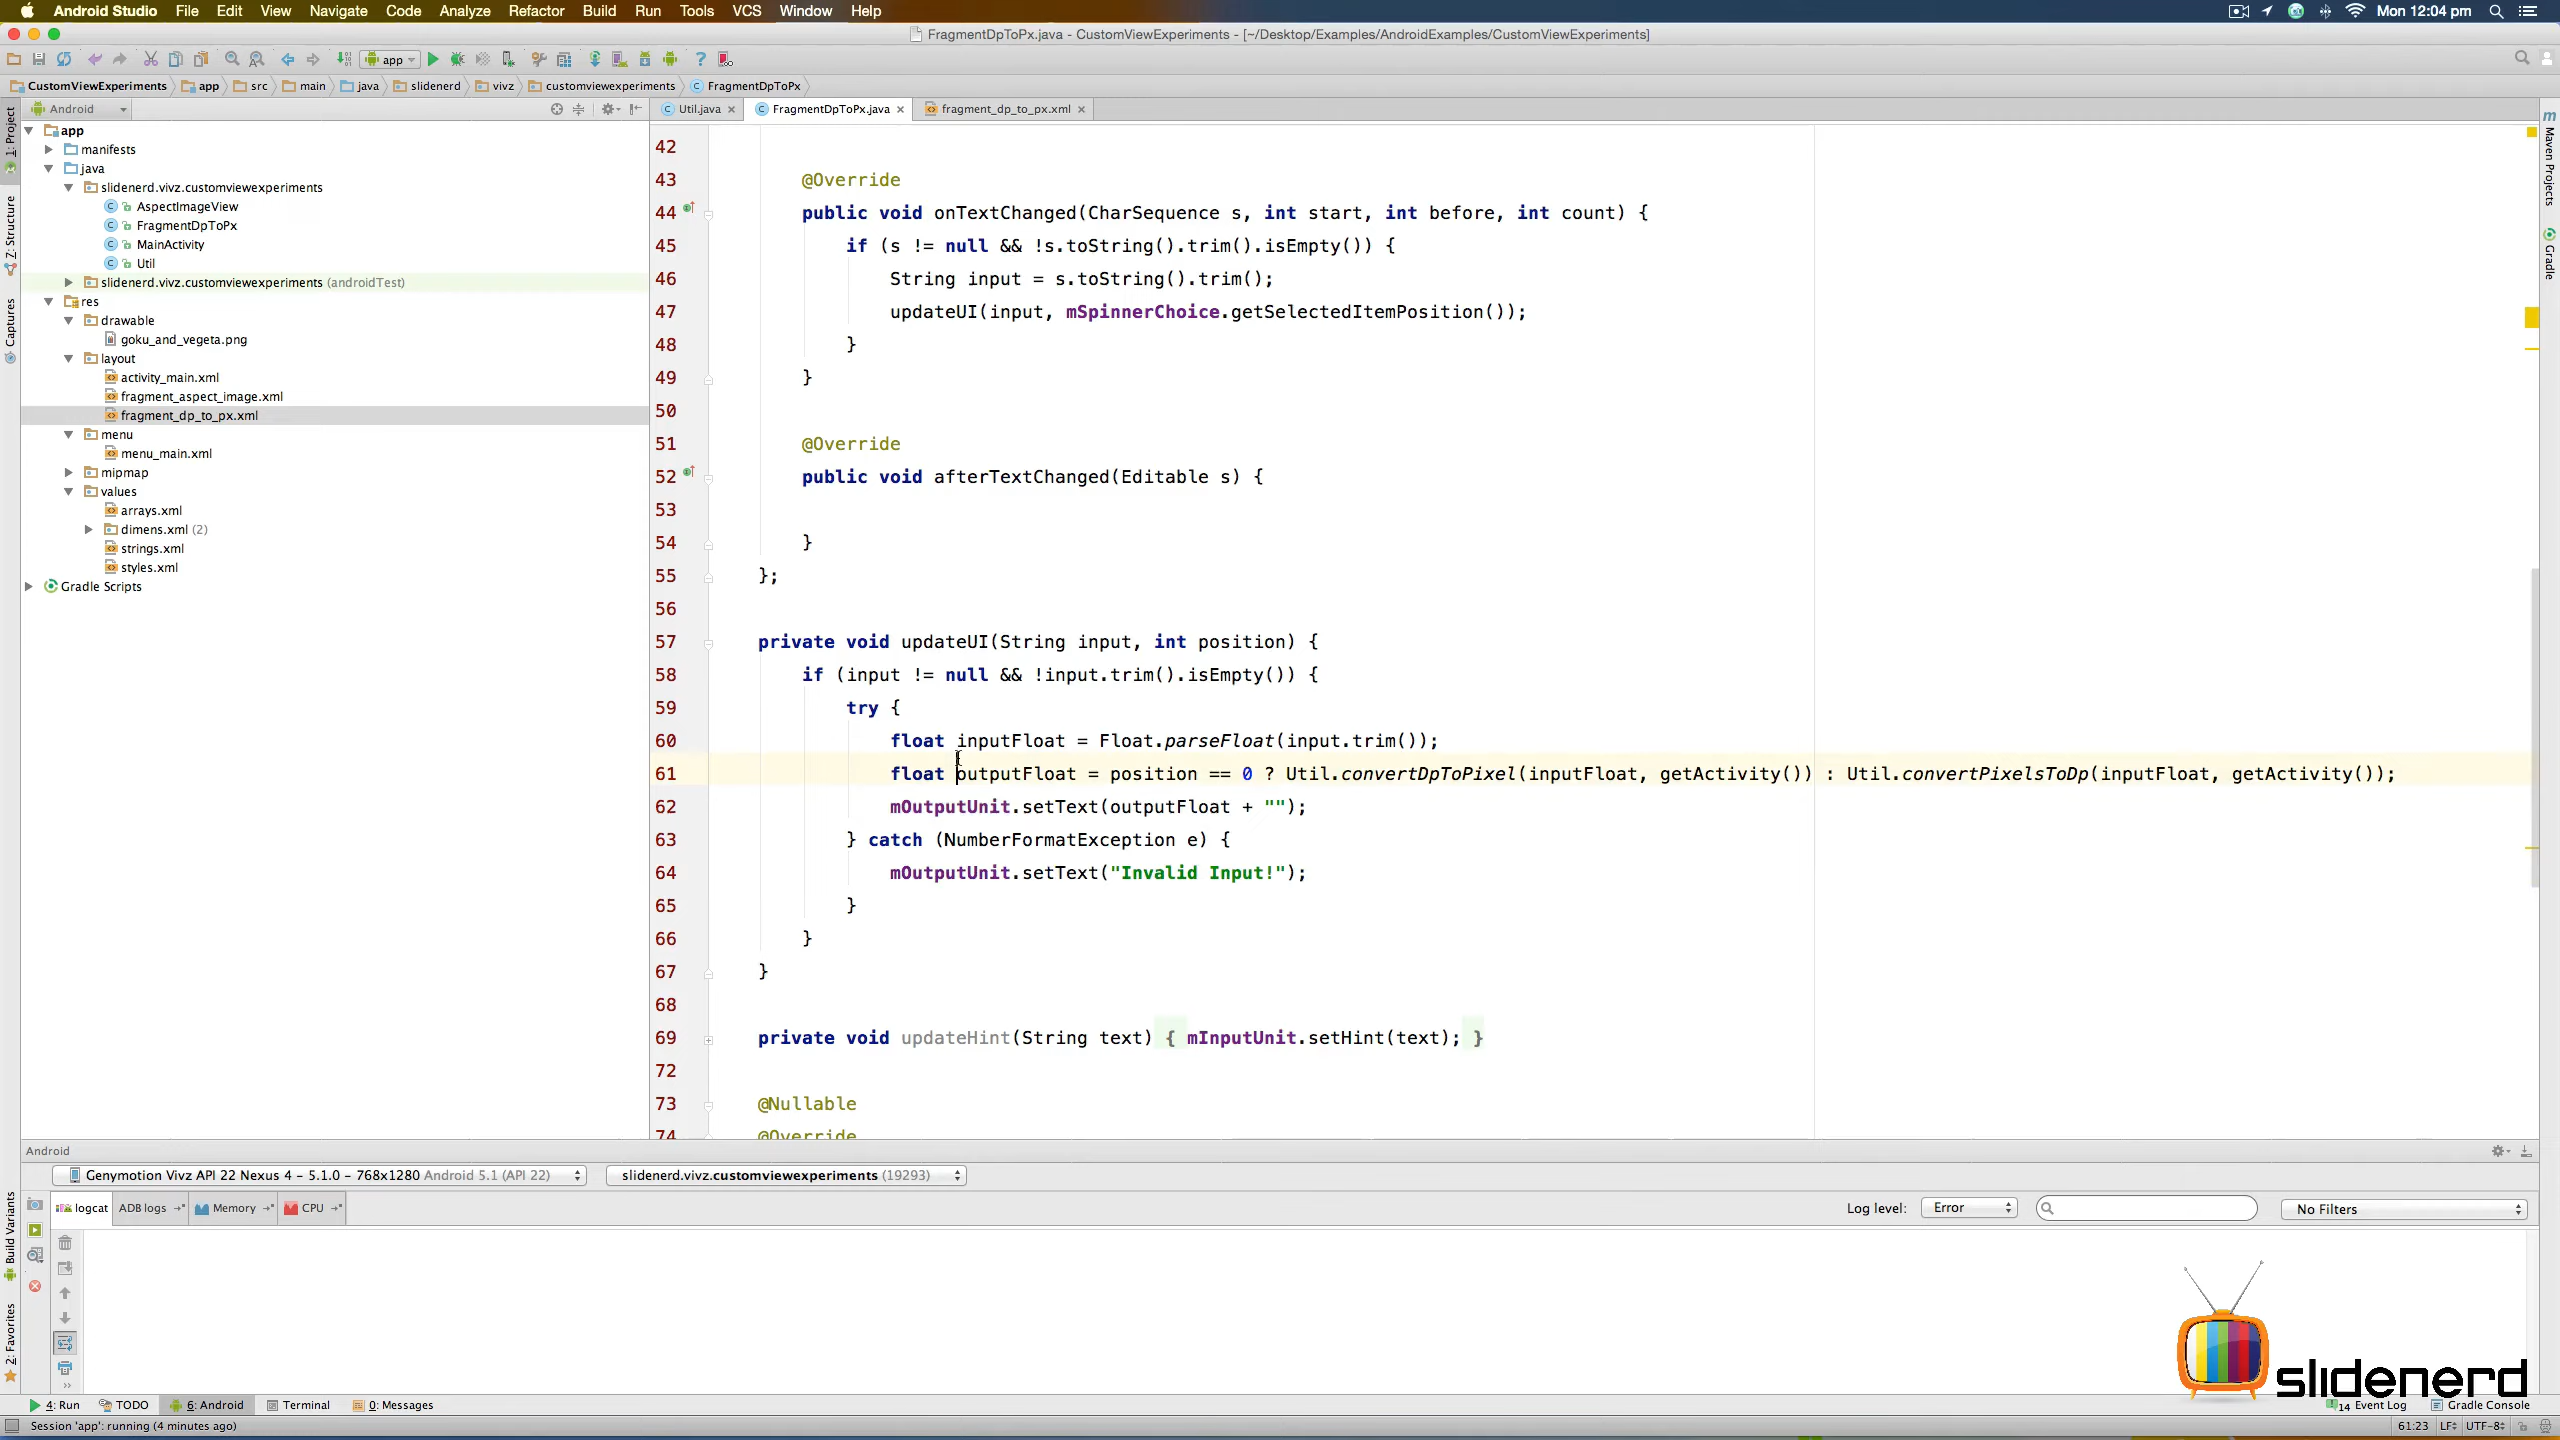 Android Studio File Edit View Navigate Code Analyze Refactor Build Run Tools VCS Window Help Mon 12:04 pm
FragmentDpToPx.java - CustomViewExperiments - [~/Desktop/Examples/AndroidExamples/CustomViewExperiments]
app
CustomViewExperiments app src main java slidenerd vivz customviewexperiments FragmentDpToPx
Android
Util.java FragmentDpToPx.java fragment_dp_to_px.xml
1: Project
Z: Structure
Captures
Build Variants
2: Favorites
app
manifests
java
slidenerd.vivz.customviewexperiments
AspectImageView
FragmentDpToPx
MainActivity
Util
slidenerd.vivz.customviewexperiments (androidTest)
res
drawable
goku_and_vegeta.png
layout
activity_main.xml
fragment_aspect_image.xml
fragment_dp_to_px.xml
menu
menu_main.xml
mipmap
values
arrays.xml
dimens.xml (2)
strings.xml
styles.xml
Gradle Scripts
42
43 @Override
44 public void onTextChanged(CharSequence s, int start, int before, int count) {
45 if (s != null && !s.toString().trim().isEmpty()) {
46 String input = s.toString().trim();
47 updateUI(input, mSpinnerChoice.getSelectedItemPosition());
48 }
49 }
50
51 @Override
52 public void afterTextChanged(Editable s) {
53
54 }
55 };
56
57 private void updateUI(String input, int position) {
58 if (input != null && !input.trim().isEmpty()) {
59 try {
60 float inputFloat = Float.parseFloat(input.trim());
61 float outputFloat = position == 0 ? Util.convertDpToPixel(inputFloat, getActivity()) : Util.convertPixelsToDp(inputFloat, getActivity());
62 mOutputUnit.setText(outputFloat + "");
63 } catch (NumberFormatException e) {
64 mOutputUnit.setText("Invalid Input!");
65 }
66 }
67 }
68
69 private void updateHint(String text) { mInputUnit.setHint(text); }
72
73 @Nullable
74 @Override
m
Maven Projects
Gradle
Android
Genymotion Vivz API 22 Nexus 4 - 5.1.0 - 768x1280 Android 5.1 (API 22) slidenerd.vivz.customviewexperiments (19293)
logcat ADB logs Memory CPU Log level: Error No Filters
slidenerd
4: Run TODO 6: Android Terminal 0: Messages 14 Event Log Gradle Console
Session 'app': running (4 minutes ago) 61:23 LF UTF-8